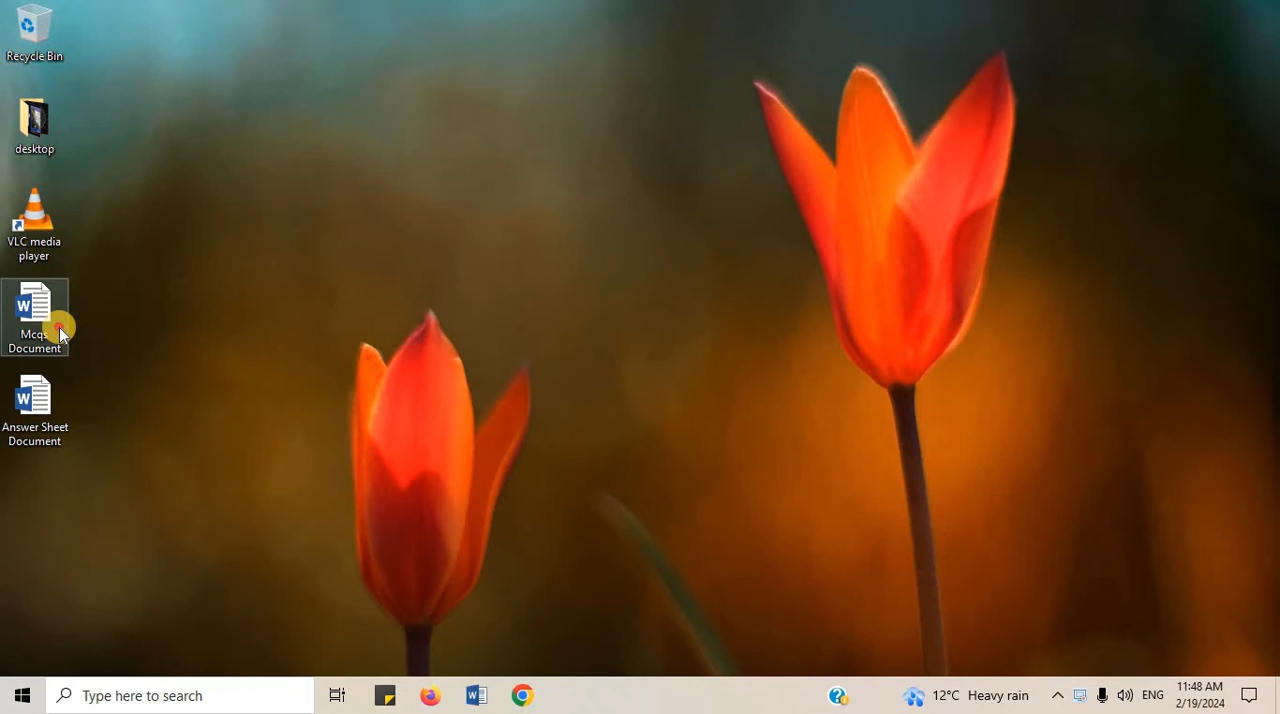 Recycle Bin
desktop
VLC media
player
Mcqs
Document
Answer Sheet
Document
Type here to search
12°C Heavy rain
ENG
11:48 AM
2/19/2024